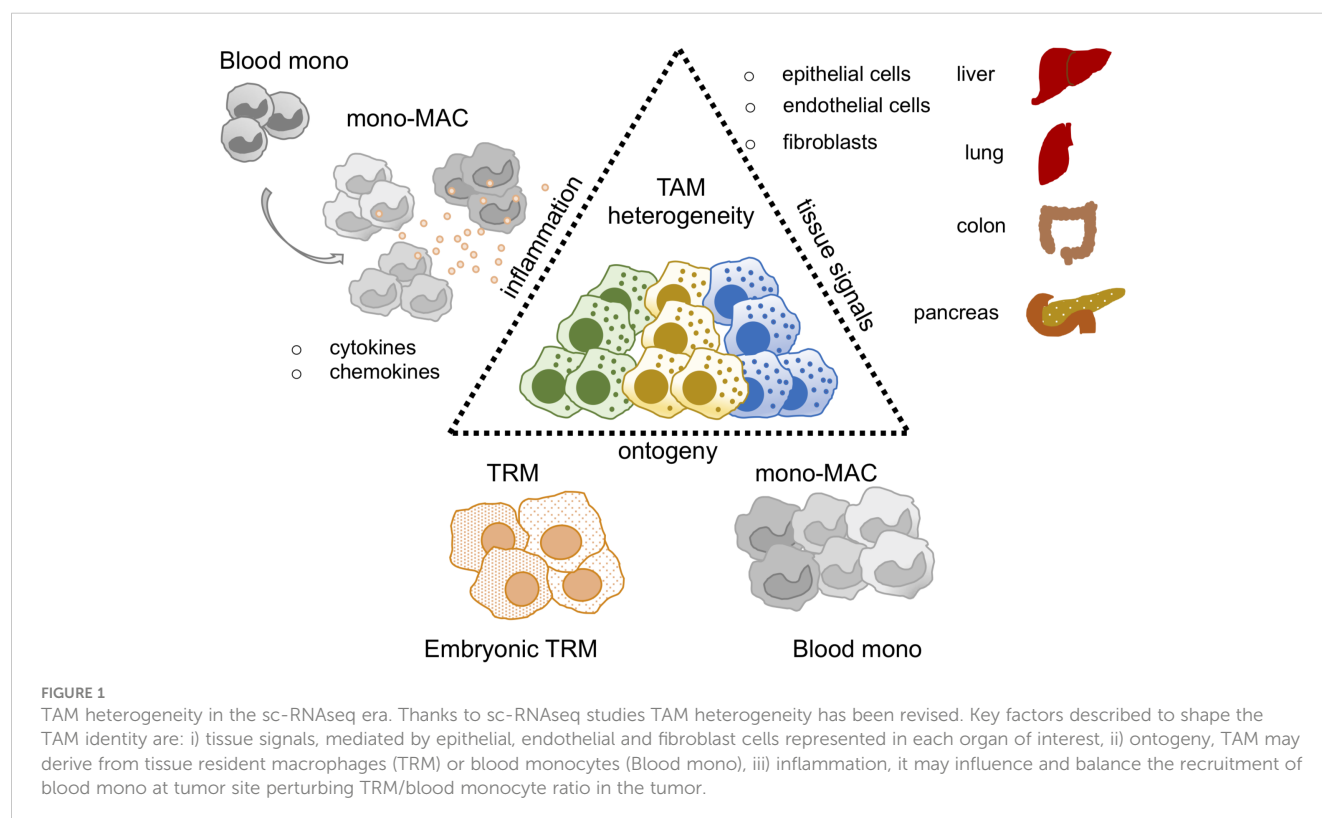 Blood mono
mono-MAC
inflammation
cytokines
chemokines
TAM
heterogeneity
tissue signals
epithelial cells
endothelial cells
fibroblasts
liver
lung
colon
pancreas
ontogeny
TRM
mono-MAC
Embryonic TRM
Blood mono
FIGURE 1
TAM heterogeneity in the sc-RNAseq era. Thanks to sc-RNAseq studies TAM heterogeneity has been revised. Key factors described to shape the
TAM identity are: i) tissue signals, mediated by epithelial, endothelial and fibroblast cells represented in each organ of interest, ii) ontogeny, TAM may
derive from tissue resident macrophages (TRM) or blood monocytes (Blood mono), iii) inflammation, it may influence and balance the recruitment of
blood mono at tumor site perturbing TRM/blood monocyte ratio in the tumor.